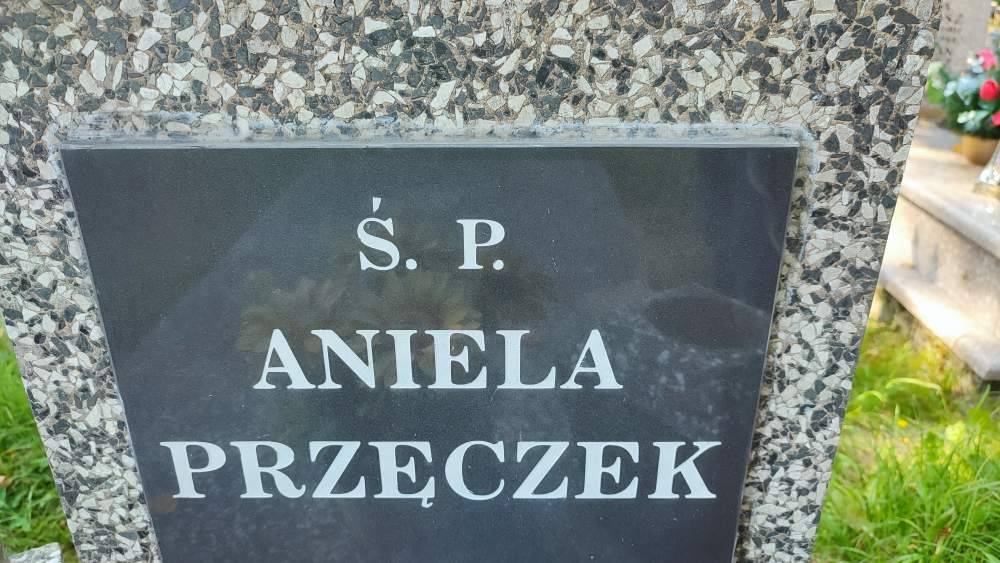 Ś. P.
ANIELA
PRZĘCZEK